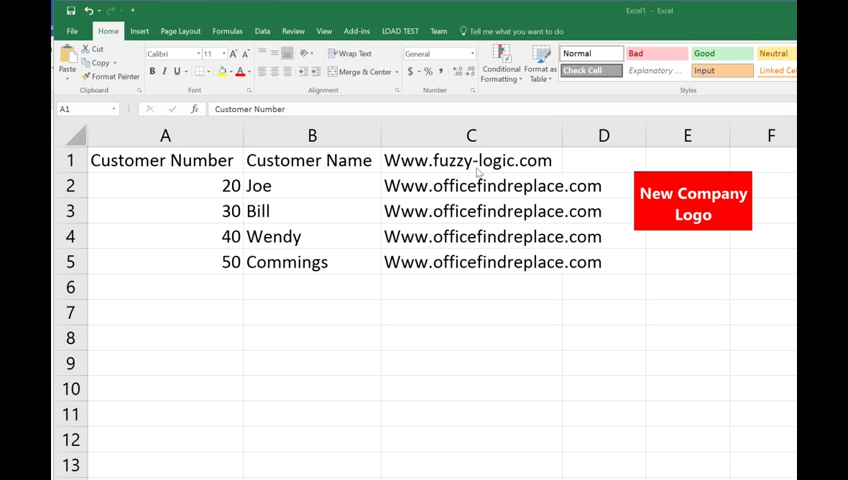 Excel1 - Excel
File Home Insert Page Layout Formulas Data Review View Add-ins LOAD TEST Team Tell me what you want to do
Paste
Cut
Copy
Format Painter
Clipboard
Calibri 11 A A
B I U A
Font
Wrap Text
Merge & Center
Alignment
General
$ %
Number
Conditional Formatting
Format as Table
Normal Bad Good Neutral
Check Cell Explanatory ... Input Linked Cel
Styles
A1 fx Customer Number
A B C D E F
1 Customer Number Customer Name Www.fuzzy-logic.com
2 20 Joe Www.officefindreplace.com
3 30 Bill Www.officefindreplace.com
4 40 Wendy Www.officefindreplace.com
5 50 Commings Www.officefindreplace.com
New Company
Logo
6
7
8
9
10
11
12
13